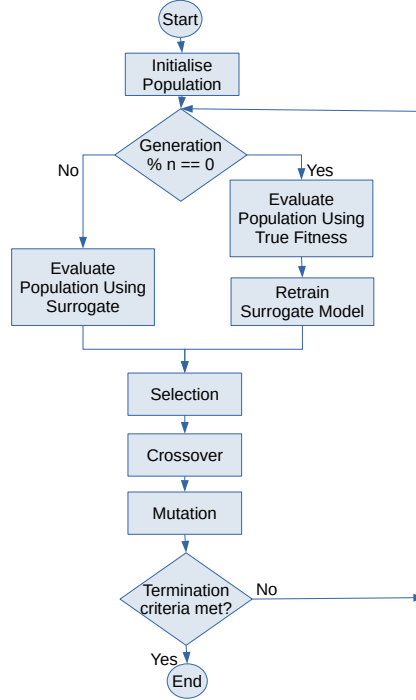 Start
Initialise
Population
Generation
% n == 0
No
Yes
Evaluate
Population Using
True Fitness
Evaluate
Population Using
Surrogate
Retrain
Surrogate Model
Selection
Crossover
Mutation
Termination
criteria met?
No
Yes
End